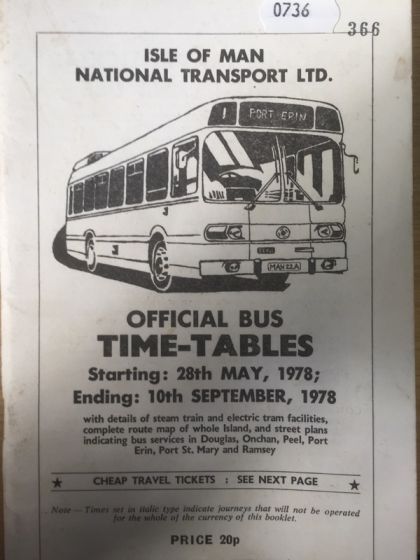 0736
366
ISLE OF MAN
NATIONAL TRANSPORT LTD.
1 PORT ERIN
MAN 22A
OFFICIAL BUS
TIME-TABLES
Starting: 28th MAY, 1978;
Ending: 10th SEPTEMBER, 1978
with details of steam train and electric tram facilities,
complete route map of whole Island, and street plans
indicating bus services in Douglas, Onchan, Peel, Port
Erin, Port St. Mary and Ramsey
★ CHEAP TRAVEL TICKETS : SEE NEXT PAGE ★
Note — Times set in italic type indicate journeys that will not be operated
for the whole of the currency of this booklet.
PRICE 20p